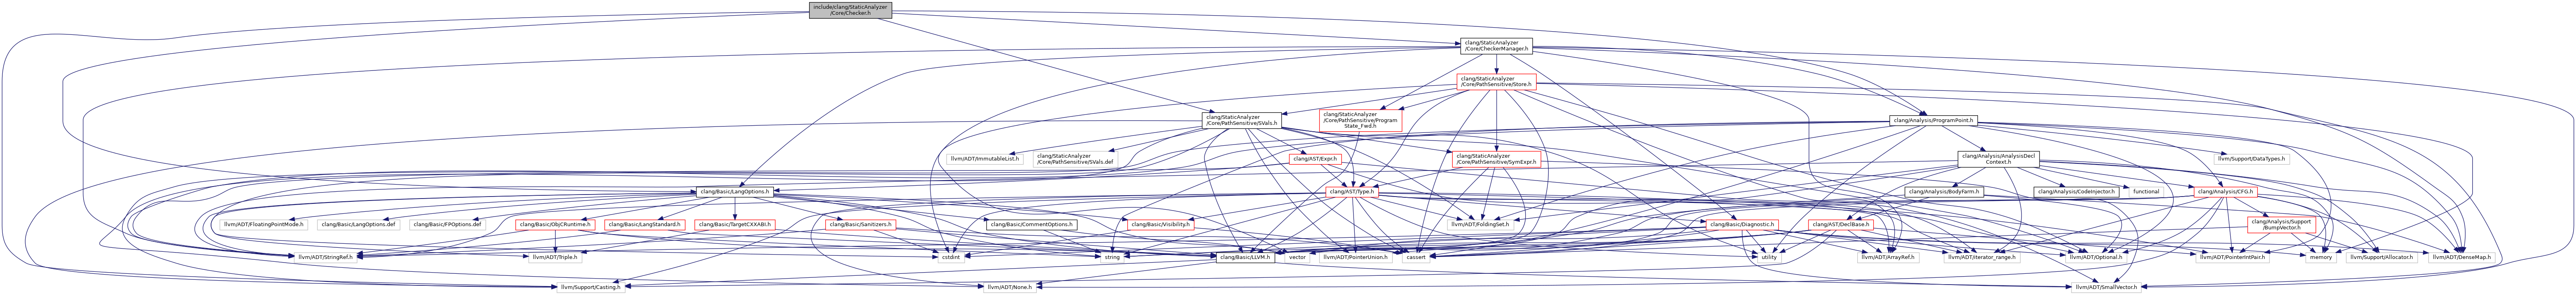 include/clang/StaticAnalyzer
/Core/Checker.h
clang/StaticAnalyzer
/Core/CheckerManager.h
clang/StaticAnalyzer
/Core/PathSensitive/Store.h
clang/StaticAnalyzer
/Core/PathSensitive/SVals.h
clang/StaticAnalyzer
/Core/PathSensitive/Program
State_Fwd.h
clang/Analysis/ProgramPoint.h
llvm/ADT/ImmutableList.h
clang/StaticAnalyzer
/Core/PathSensitive/SVals.def
clang/AST/Expr.h
clang/StaticAnalyzer
/Core/PathSensitive/SymExpr.h
clang/Analysis/AnalysisDecl
Context.h
llvm/Support/DataTypes.h
clang/Basic/LangOptions.h
clang/AST/Type.h
clang/Analysis/BodyFarm.h
clang/Analysis/CodeInjector.h
functional
clang/Analysis/CFG.h
llvm/ADT/FloatingPointMode.h
clang/Basic/LangOptions.def
clang/Basic/FPOptions.def
clang/Basic/ObjCRuntime.h
clang/Basic/LangStandard.h
clang/Basic/TargetCXXABI.h
clang/Basic/Sanitizers.h
clang/Basic/CommentOptions.h
clang/Basic/Visibility.h
llvm/ADT/FoldingSet.h
clang/Basic/Diagnostic.h
clang/AST/DeclBase.h
clang/Analysis/Support
/BumpVector.h
llvm/ADT/StringRef.h
llvm/ADT/Triple.h
cstdint
string
clang/Basic/LLVM.h
vector
llvm/ADT/PointerUnion.h
cassert
utility
llvm/ADT/ArrayRef.h
llvm/ADT/iterator_range.h
llvm/ADT/Optional.h
llvm/ADT/PointerIntPair.h
memory
llvm/Support/Allocator.h
llvm/ADT/DenseMap.h
llvm/Support/Casting.h
llvm/ADT/None.h
llvm/ADT/SmallVector.h